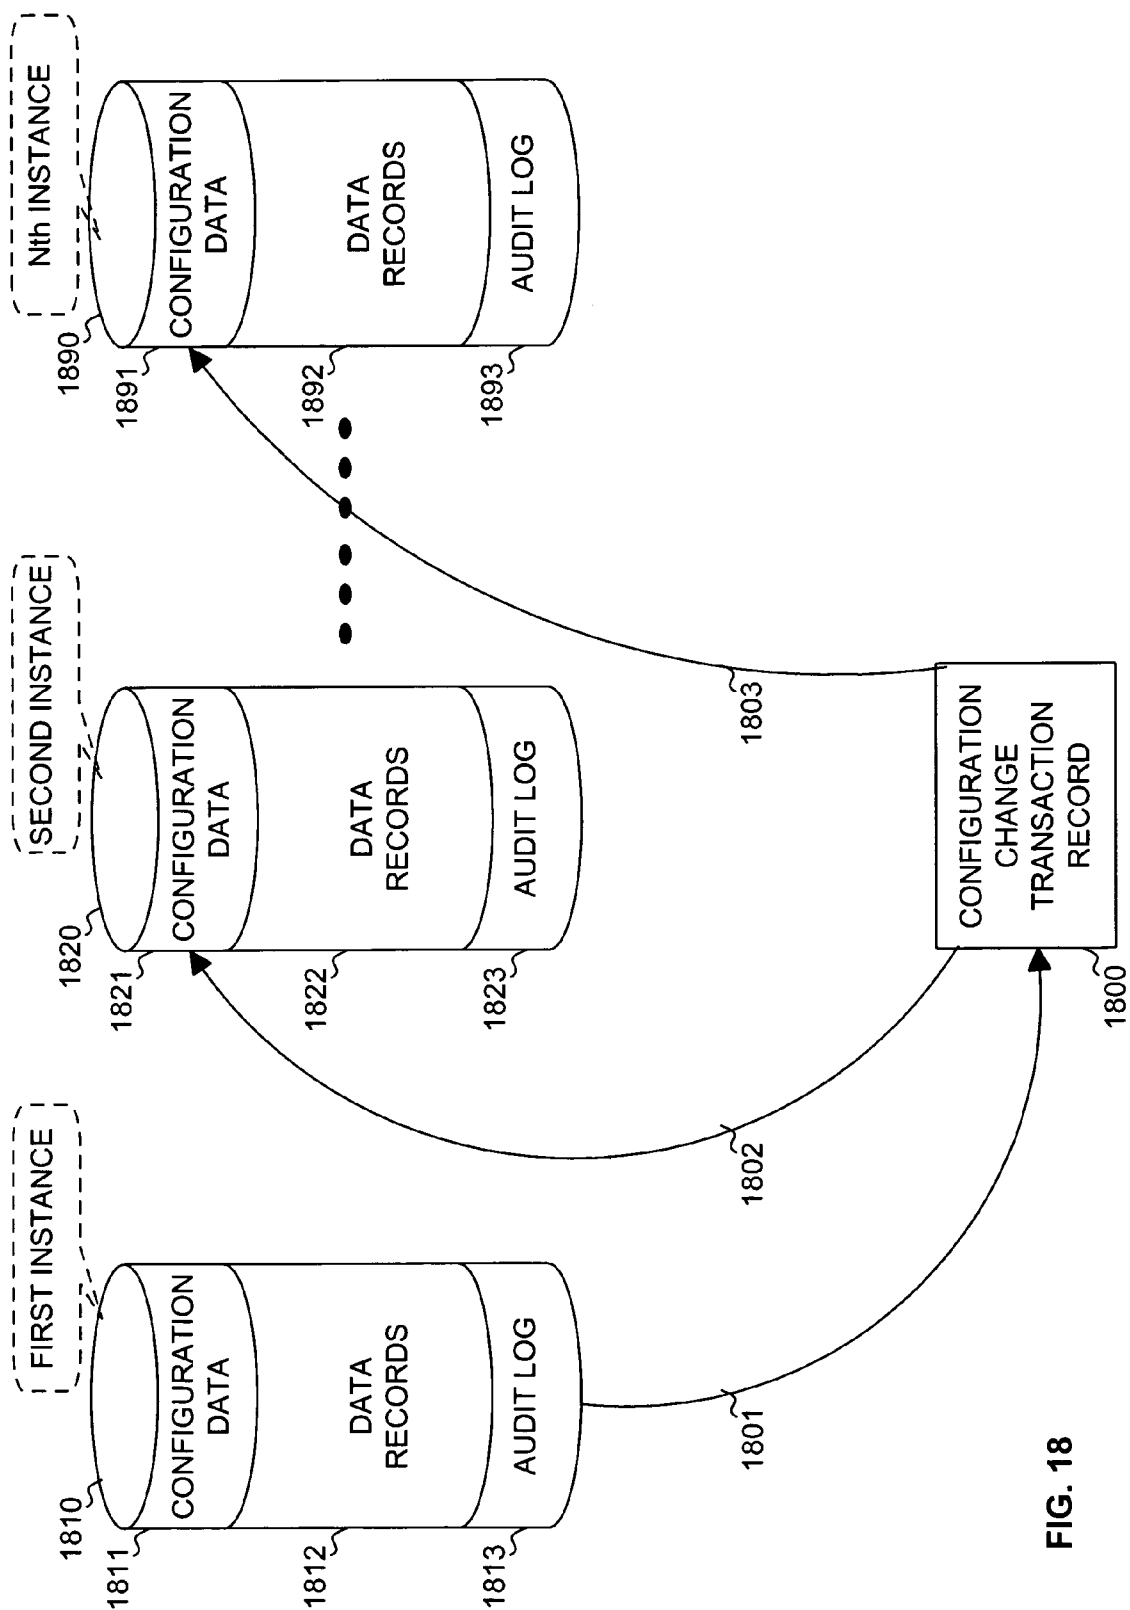 FIRST INSTANCE
1810
1811
CONFIGURATION
DATA
1812
DATA
RECORDS
1813
AUDIT LOG
SECOND INSTANCE
1820
1821
CONFIGURATION
DATA
1822
DATA
RECORDS
1823
AUDIT LOG
Nth INSTANCE
1890
1891
CONFIGURATION
DATA
1892
DATA
RECORDS
1893
AUDIT LOG
1801
1802
1803
CONFIGURATION
CHANGE
TRANSACTION
RECORD
1800
FIG. 18